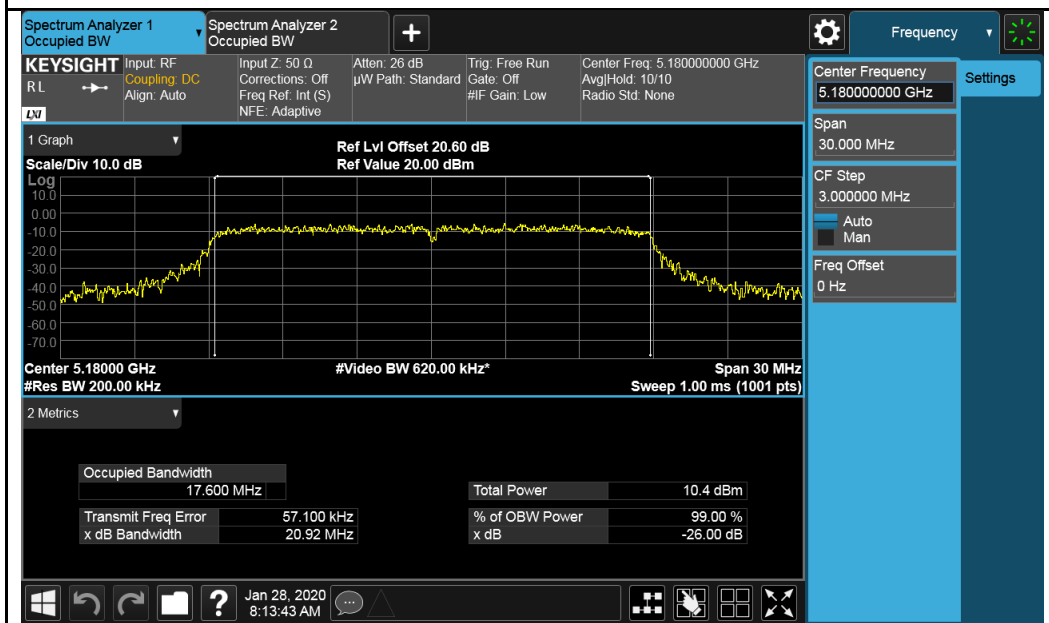 Spectrum Analyzer 1
Occupied BW
Spectrum Analyzer 2
Occupied BW
Frequency
KEYSIGHT
RL
LXI
Input: RF
Coupling: DC
Align: Auto
Input Z: 50 Ω
Corrections: Off
Freq Ref: Int (S)
NFE: Adaptive
Atten: 26 dB
µW Path: Standard
Trig: Free Run
Gate: Off
#IF Gain: Low
Center Freq: 5.180000000 GHz
Avg|Hold: 10/10
Radio Std: None
Center Frequency
5.180000000 GHz
Settings
Span
30.000 MHz
CF Step
3.000000 MHz
Auto
Man
Freq Offset
0 Hz
1 Graph
Scale/Div 10.0 dB
Ref Lvl Offset 20.60 dB
Ref Value 20.00 dBm
Log
10.0
0.00
-10.0
-20.0
-30.0
-40.0
-50.0
-60.0
-70.0
Center 5.18000 GHz
#Video BW 620.00 kHz*
Span 30 MHz
#Res BW 200.00 kHz
Sweep 1.00 ms (1001 pts)
2 Metrics
Occupied Bandwidth
17.600 MHz
Total Power 10.4 dBm
Transmit Freq Error 57.100 kHz
% of OBW Power 99.00 %
x dB Bandwidth 20.92 MHz
x dB -26.00 dB
?
Jan 28, 2020
8:13:43 AM